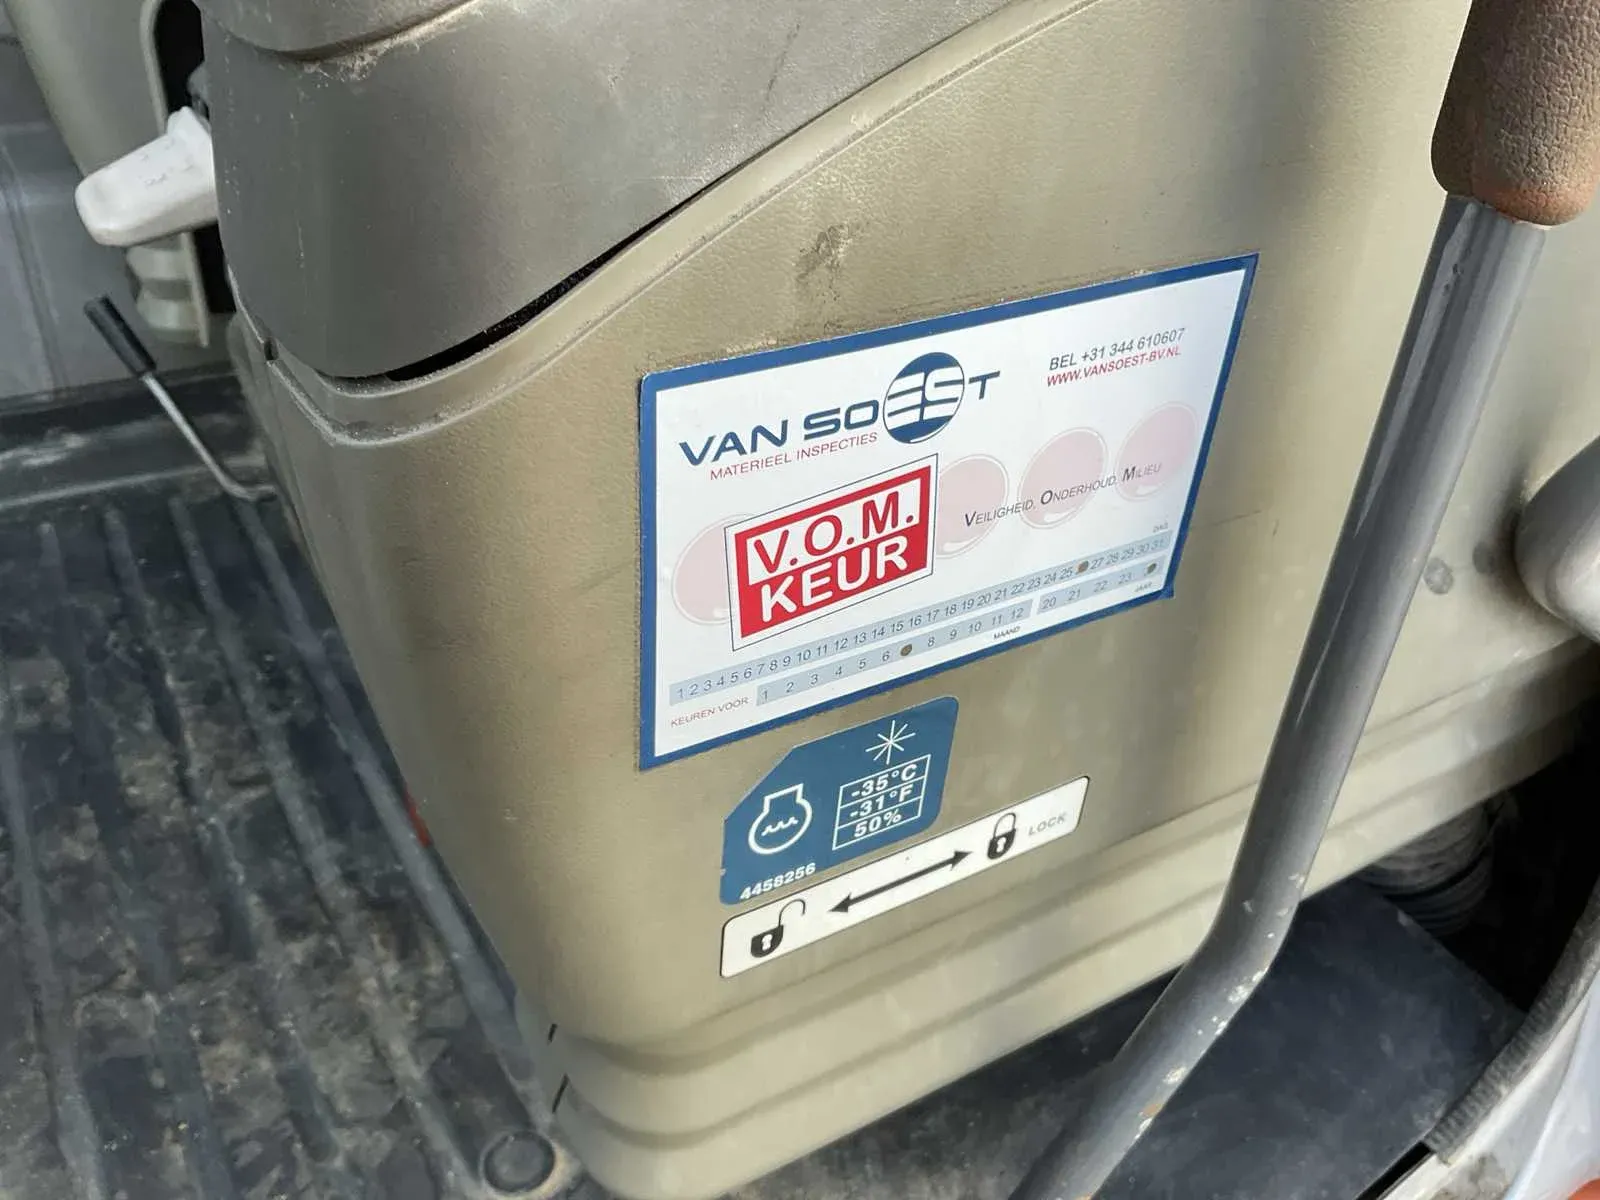 VAN SOEST
MATERIEEL INSPECTIES
BEL +31 344 610607
WWW.VANSOEST-BV.NL
V.O.M.
KEUR
VEILIGHEID. ONDERHOUD. MILIEU
DAG
1 2 3 4 5 6 7 8 9 10 11 12 13 14 15 16 17 18 19 20 21 22 23 24 25 27 28 29 30 31
KEUREN VOOR 1 2 3 4 5 6 8 9 10 11 12 20 21 22 23
MAAND JAAR
-35°C
-31°F
50%
4458256
LOCK